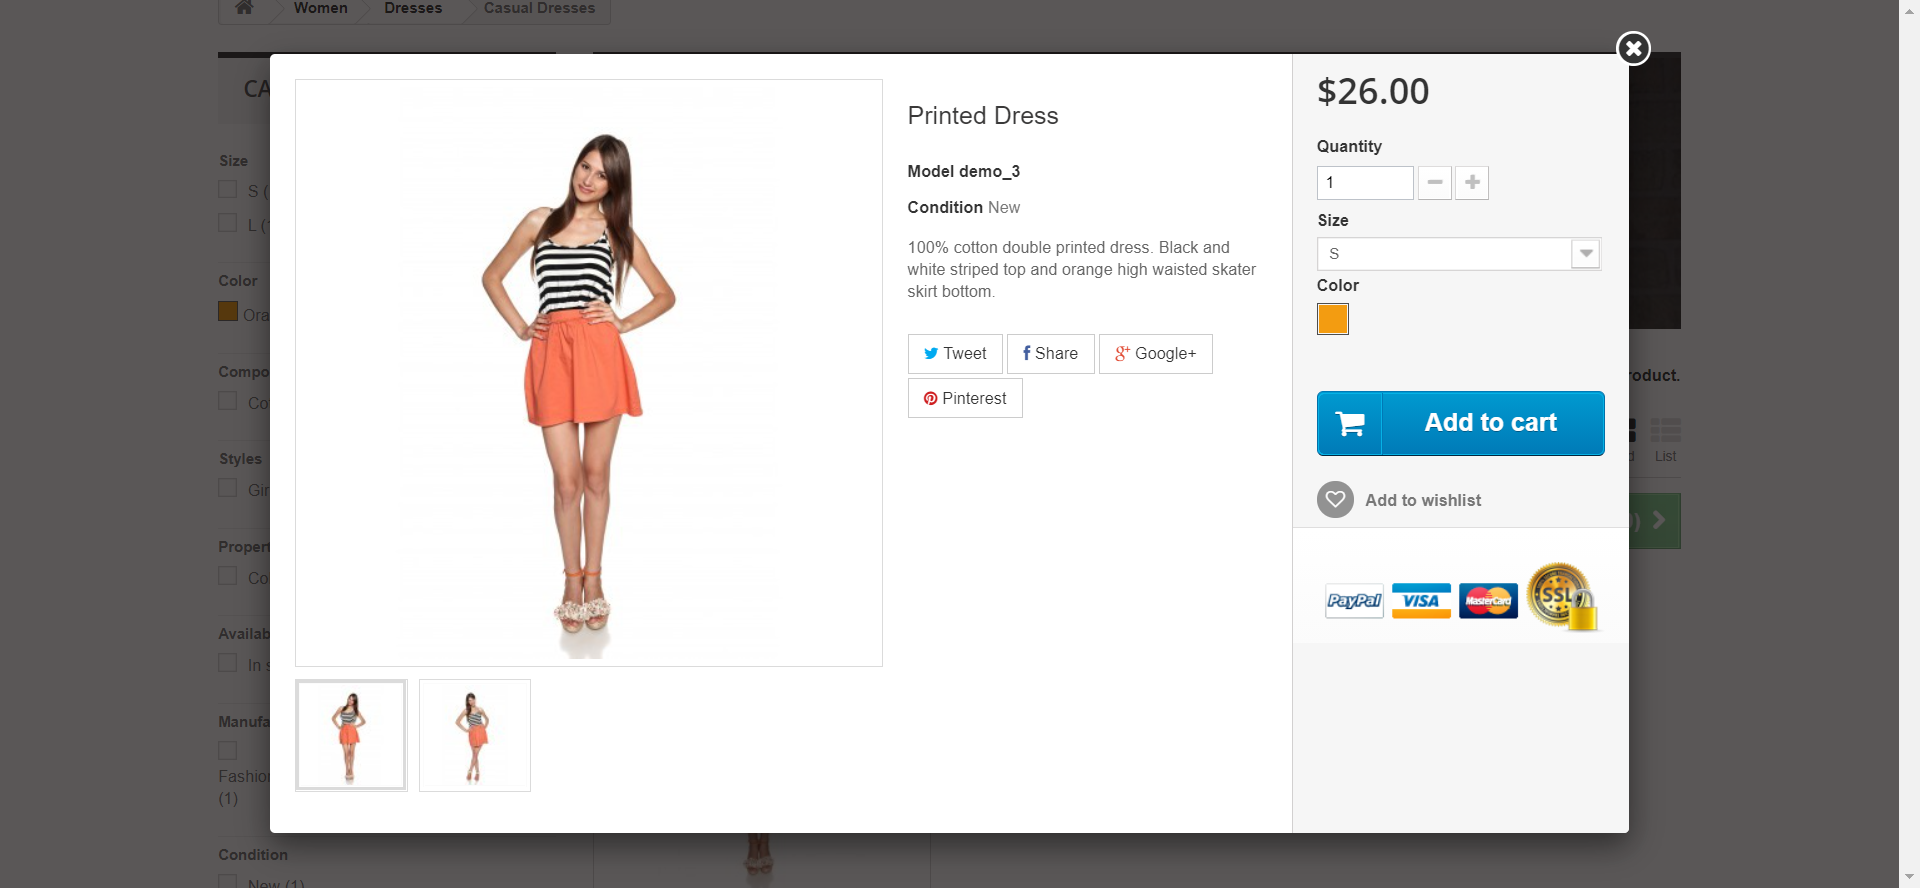 Women
Dresses
Casual Dresses
CA
Size
S (
L (1
Color
Ora
Compo
Co
Styles
Gir
Propert
Co
Availab
In s
Manufa
Fashion
(1)
Condition
New (1)
Printed Dress
Model demo_3
Condition New
100% cotton double printed dress. Black and
white striped top and orange high waisted skater
skirt bottom.
Tweet
Share
Google+
Pinterest
$26.00
Quantity
1
Size
S
Color
Add to cart
Add to wishlist
PayPal
VISA
MasterCard
SSL
roduct.
d
List
)